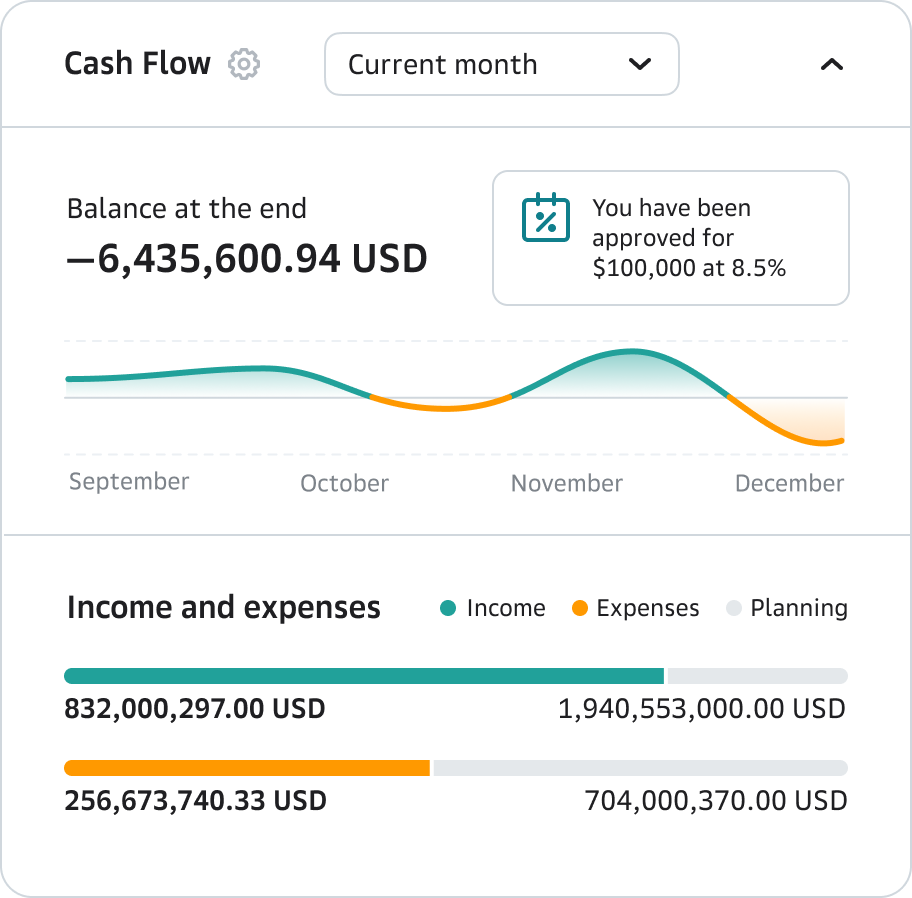 Cash Flow
Current month
Balance at the end
−6,435,600.94 USD
You have been
approved for
$100,000 at 8.5%
September October November December
Income and expenses
Income Expenses Planning
832,000,297.00 USD 1,940,553,000.00 USD
256,673,740.33 USD 704,000,370.00 USD